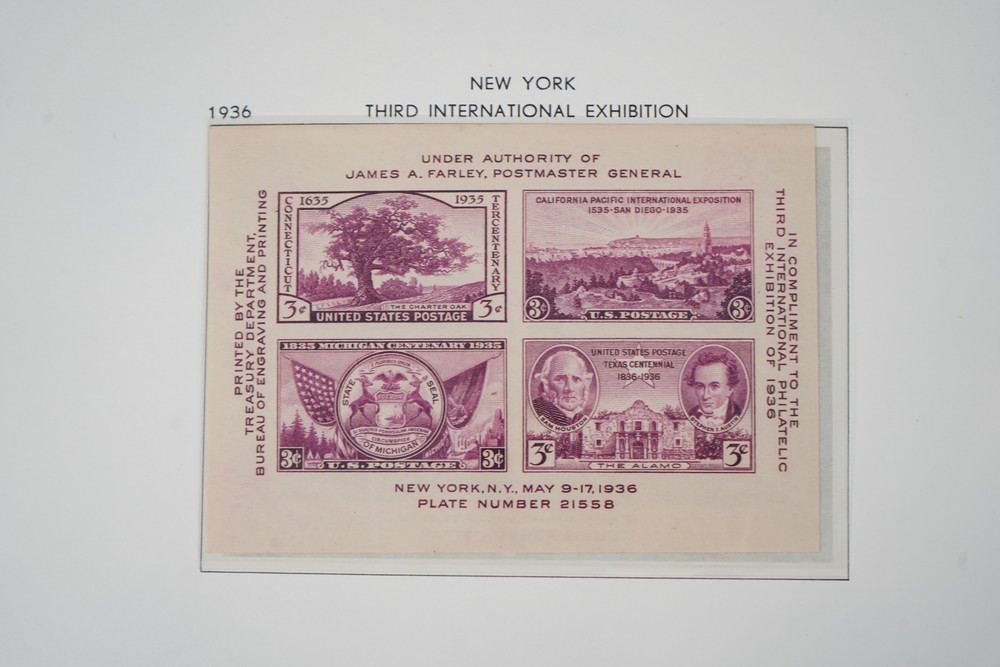 NEW YORK
1936 THIRD INTERNATIONAL EXHIBITION
UNDER AUTHORITY OF
JAMES A. FARLEY, POSTMASTER GENERAL
PRINTED BY THE
TREASURY DEPARTMENT,
BUREAU OF ENGRAVING AND PRINTING
CONNECTICUT
1635 1935
TERCENTENARY
THE CHARTER OAK
3¢ 3¢
UNITED STATES POSTAGE
CALIFORNIA PACIFIC INTERNATIONAL EXPOSITION
1535-SAN DIEGO-1935
3¢ U.S. POSTAGE 3¢
1835 MICHIGAN CENTENARY 1935
STATE SEAL
CIRCUMSPICE
OF MICHIGAN
3¢ U.S. POSTAGE 3¢
UNITED STATES POSTAGE
TEXAS CENTENNIAL
1836-1936
SAM HOUSTON
STEPHEN F. AUSTIN
3¢ 3¢
THE ALAMO
IN COMPLIMENT TO THE
THIRD INTERNATIONAL PHILATELIC
EXHIBITION OF 1936
NEW YORK, N.Y., MAY 9-17, 1936
PLATE NUMBER 21558